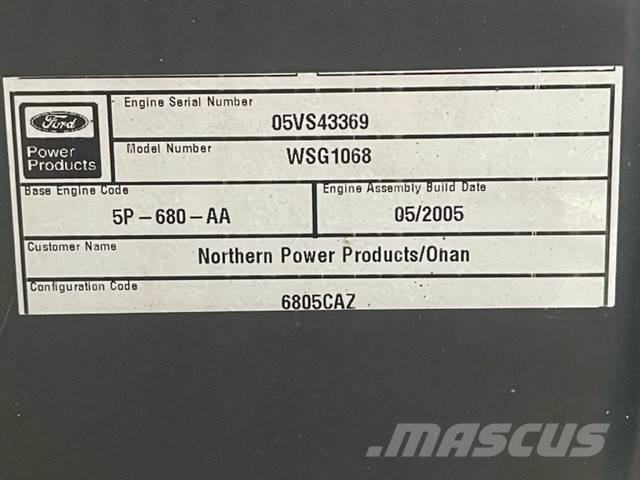 Ford
Power
Products
Engine Serial Number
05VS43369
Model Number
WSG1068
Base Engine Code
5P-680-AA
Engine Assembly Build Date
05/2005
Customer Name
Northern Power Products/Onan
Configuration Code
6805CAZ
MASCUS